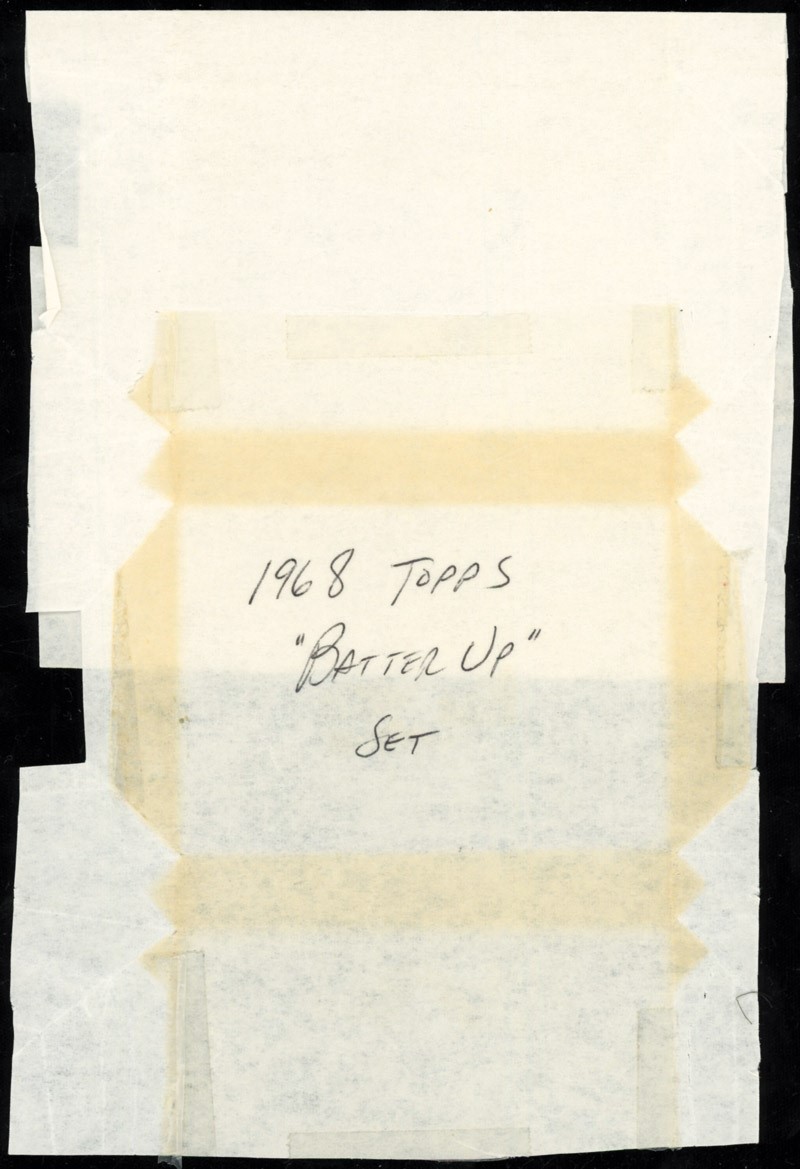 1968 TOPPS
"BATTER UP"
SET